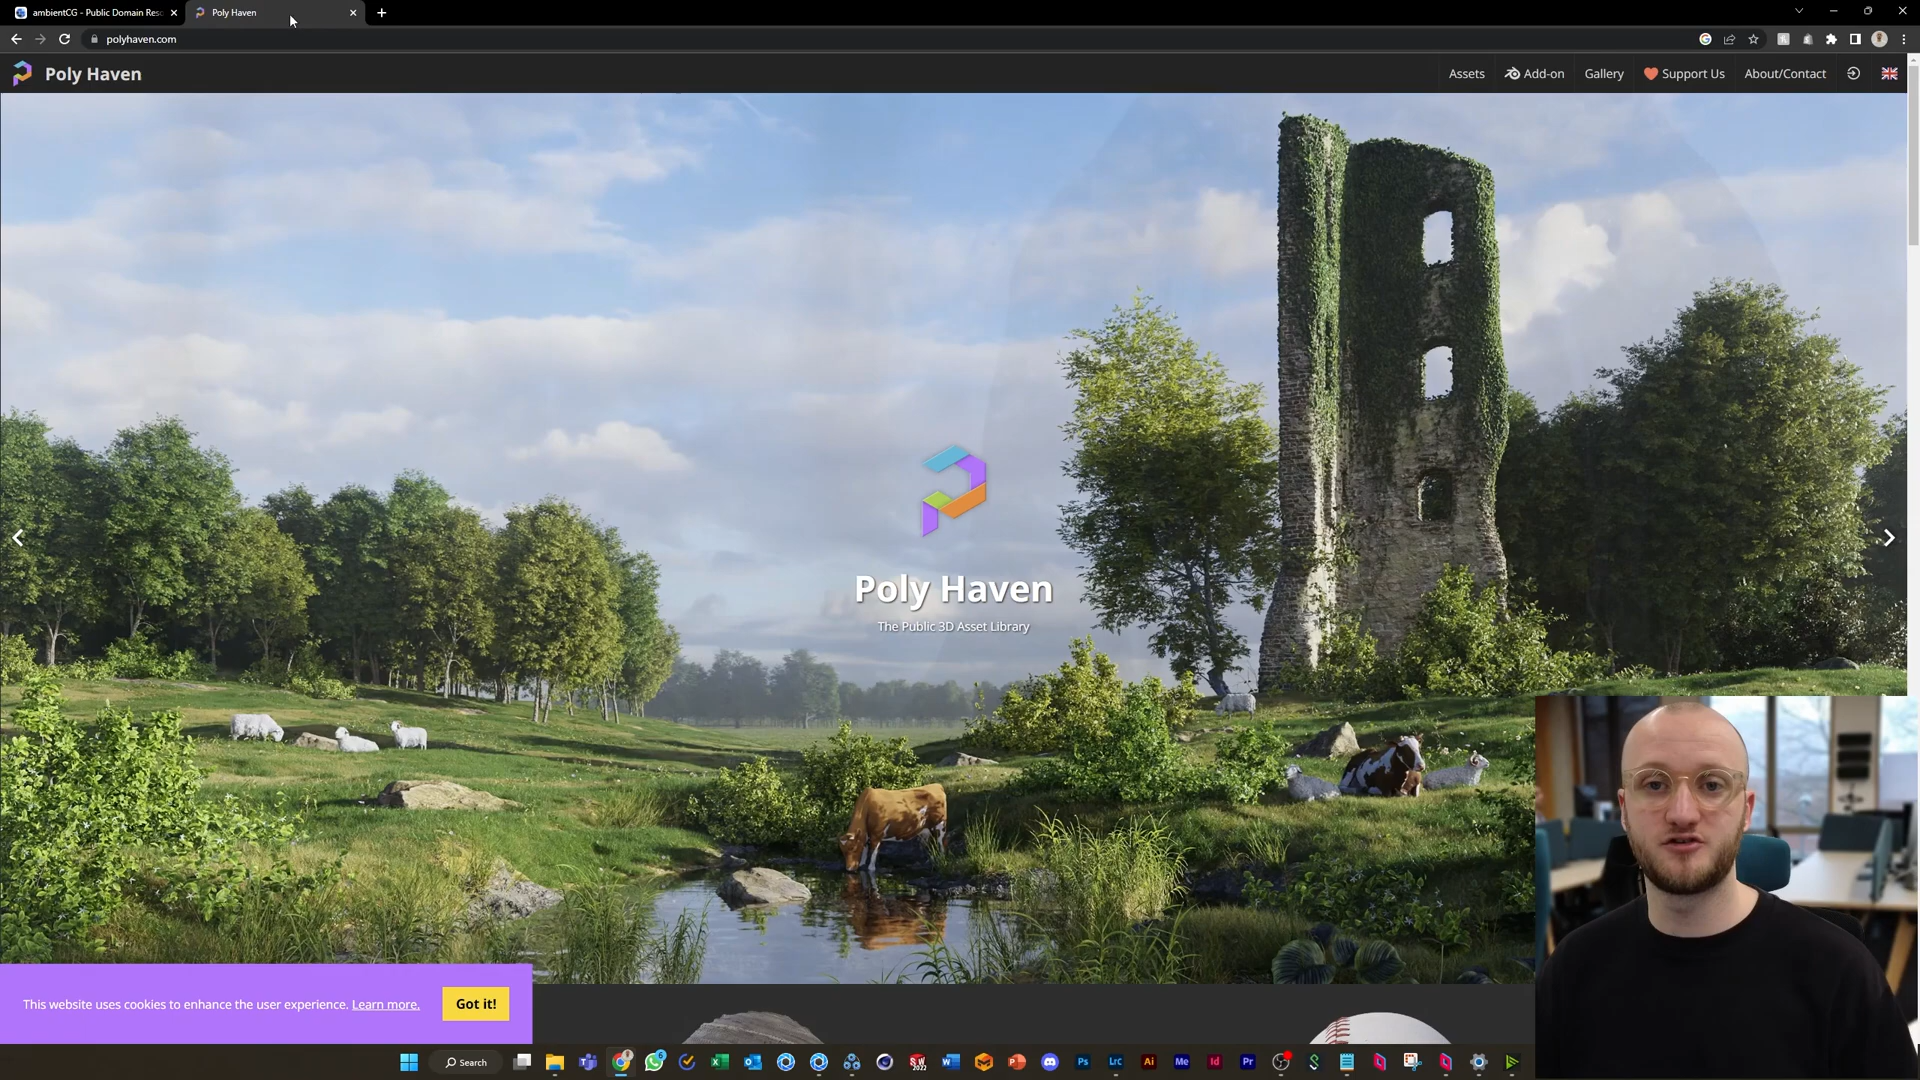 ambientCG - Public Domain Res
Poly Haven
polyhaven.com
Poly Haven
Assets
Add-on
Gallery
Support Us
About/Contact
Poly Haven
The Public 3D Asset Library
This website uses cookies to enhance the user experience. Learn more.
Got it!
Search